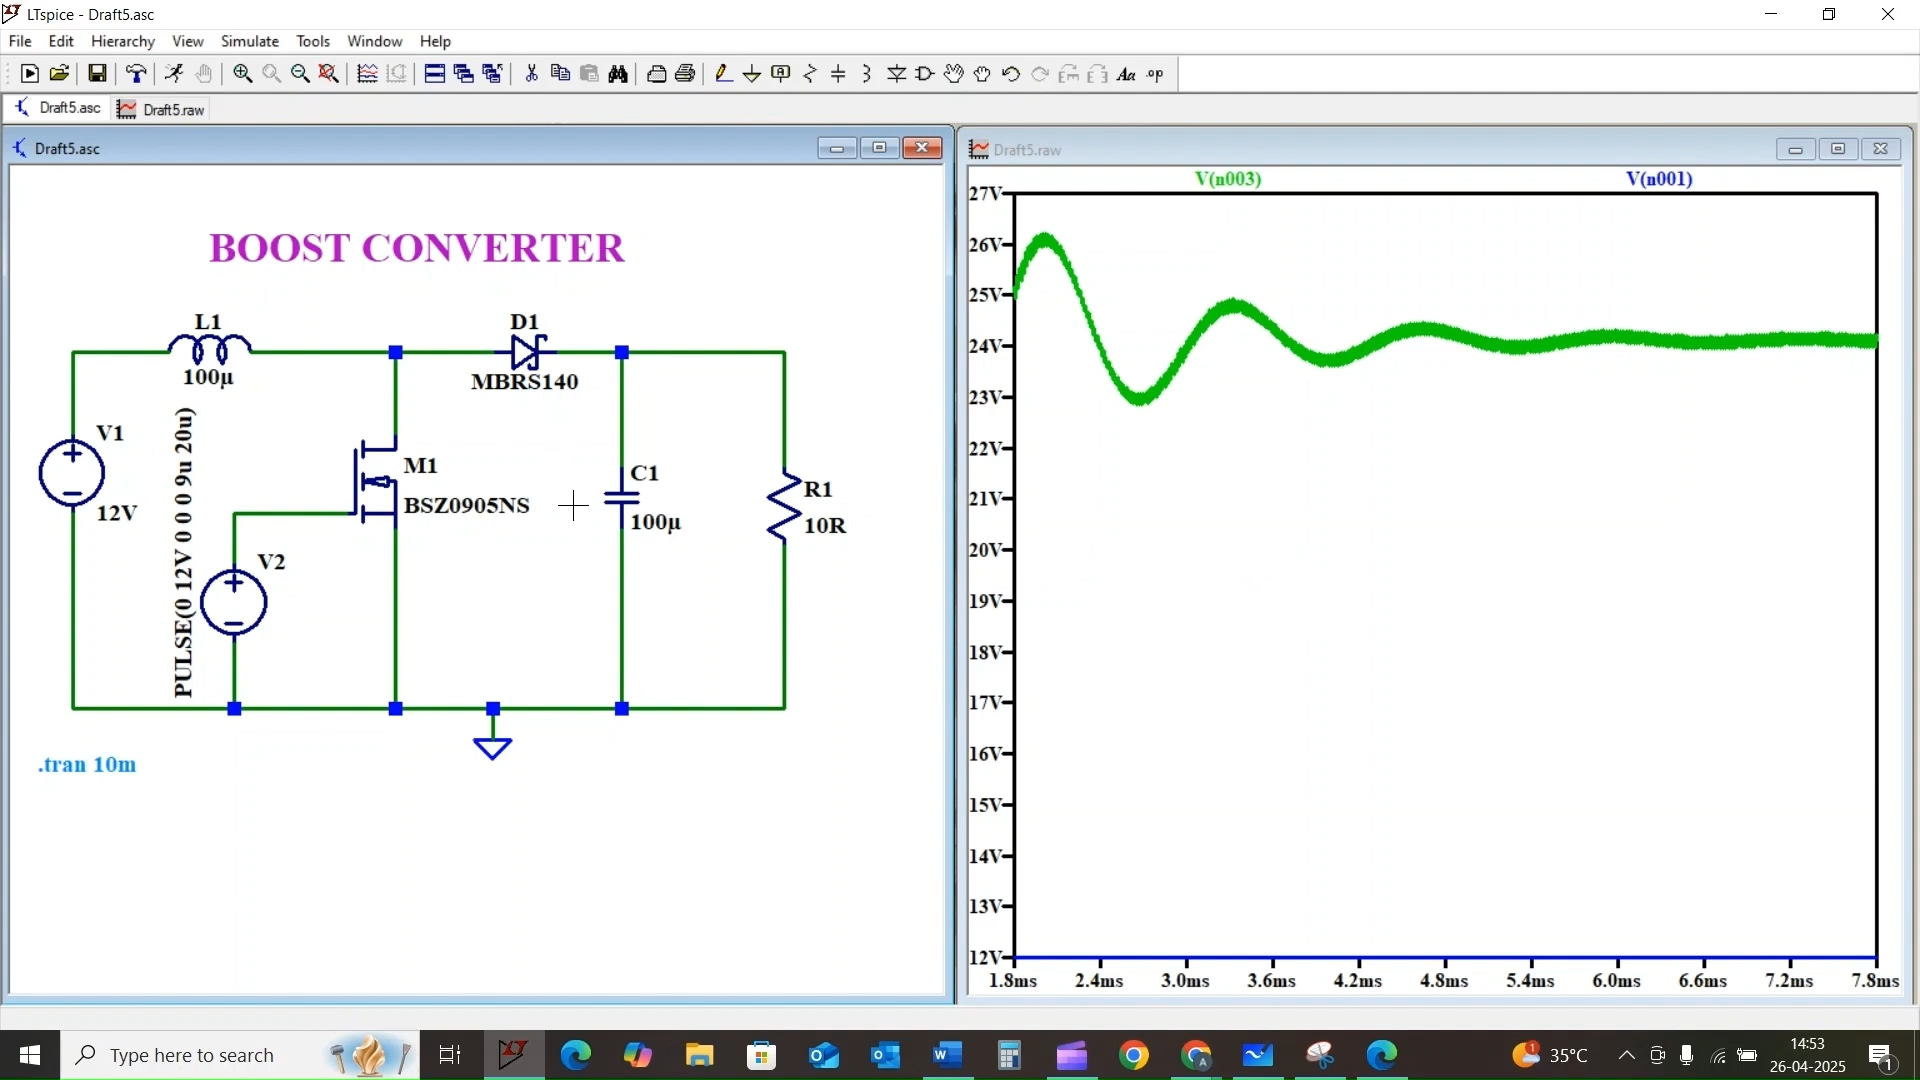 LTspice - Draft5.asc
File Edit Hierarchy View Simulate Tools Window Help
Draft5.asc Draft5.raw
Draft5.asc
BOOST CONVERTER
L1
100µ
D1
MBRS140
V1
12V
PULSE(0 12V 0 0 0 9u 20u)
V2
M1
BSZ0905NS
C1
100µ
R1
10R
.tran 10m
Draft5.raw
V(n003) V(n001)
27V
26V
25V
24V
23V
22V
21V
20V
19V
18V
17V
16V
15V
14V
13V
12V
1.8ms 2.4ms 3.0ms 3.6ms 4.2ms 4.8ms 5.4ms 6.0ms 6.6ms 7.2ms 7.8ms
Type here to search
1
35°C
14:53
26-04-2025
1